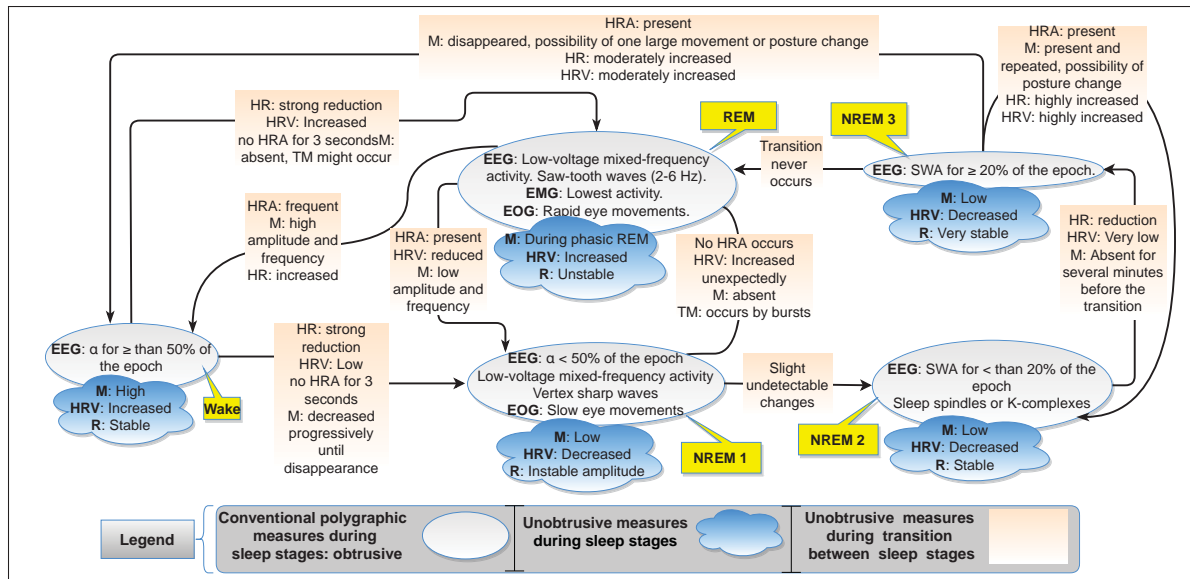 HRA: present
M: disappeared, possibility of one large movement or posture change
HR: moderately increased
HRV: moderately increased
HRA: present
M: present and
repeated, possibility of
posture change
HR: highly increased
HRV: highly increased
HR: strong reduction
HRV: Increased
no HRA for 3 secondsM:
absent, TM might occur
REM
NREM 3
EEG: Low-voltage mixed-frequency
activity. Saw-tooth waves (2-6 Hz).
EMG: Lowest activity.
EOG: Rapid eye movements.
M: During phasic REM
HRV: Increased
R: Unstable
Transition
never
occurs
EEG: SWA for ≥ 20% of the epoch.
M: Low
HRV: Decreased
R: Very stable
HRA: frequent
M: high
amplitude and
frequency
HR: increased
HRA: present
HRV: reduced
M: low
amplitude and
frequency
No HRA occurs
HRV: Increased
unexpectedly
M: absent
TM: occurs by bursts
HR: reduction
HRV: Very low
M: Absent for
several minutes
before the
transition
EEG: α for ≥ than 50% of
the epoch
M: High
HRV: Increased
R: Stable
Wake
HR: strong
reduction
HRV: Low
no HRA for 3
seconds
M: decreased
progressively
until
disappearance
EEG: α < 50% of the epoch
Low-voltage mixed-frequency activity
Vertex sharp waves
EOG: Slow eye movements
M: Low
HRV: Decreased
R: Instable amplitude
NREM 1
Slight
undetectable
changes
EEG: SWA for < than 20% of the
epoch
Sleep spindles or K-complexes
M: Low
HRV: Decreased
R: Stable
NREM 2
Legend
Conventional polygraphic
measures during
sleep stages: obtrusive
Unobtrusive measures
during sleep stages
Unobtrusive measures
during transition
between sleep stages